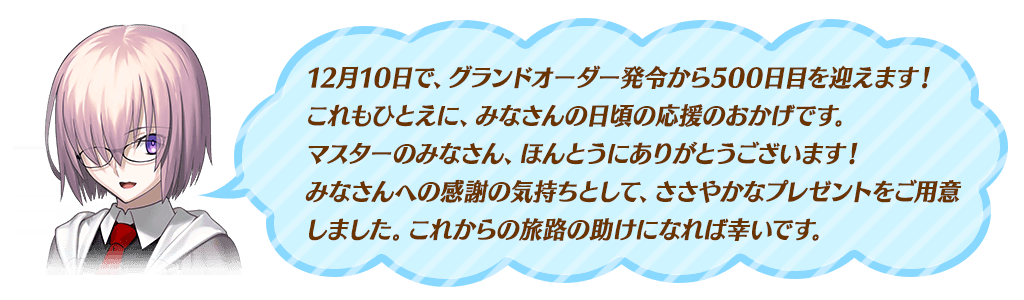 12月10日で、グランドオーダー発令から500日目を迎えます!
これもひとえに、みなさんの日頃の応援のおかげです。
マスターのみなさん、ほんとうにありがとうございます!
みなさんへの感謝の気持ちとして、ささやかなプレゼントをご用意
しました。これからの旅路の助けになれば幸いです。